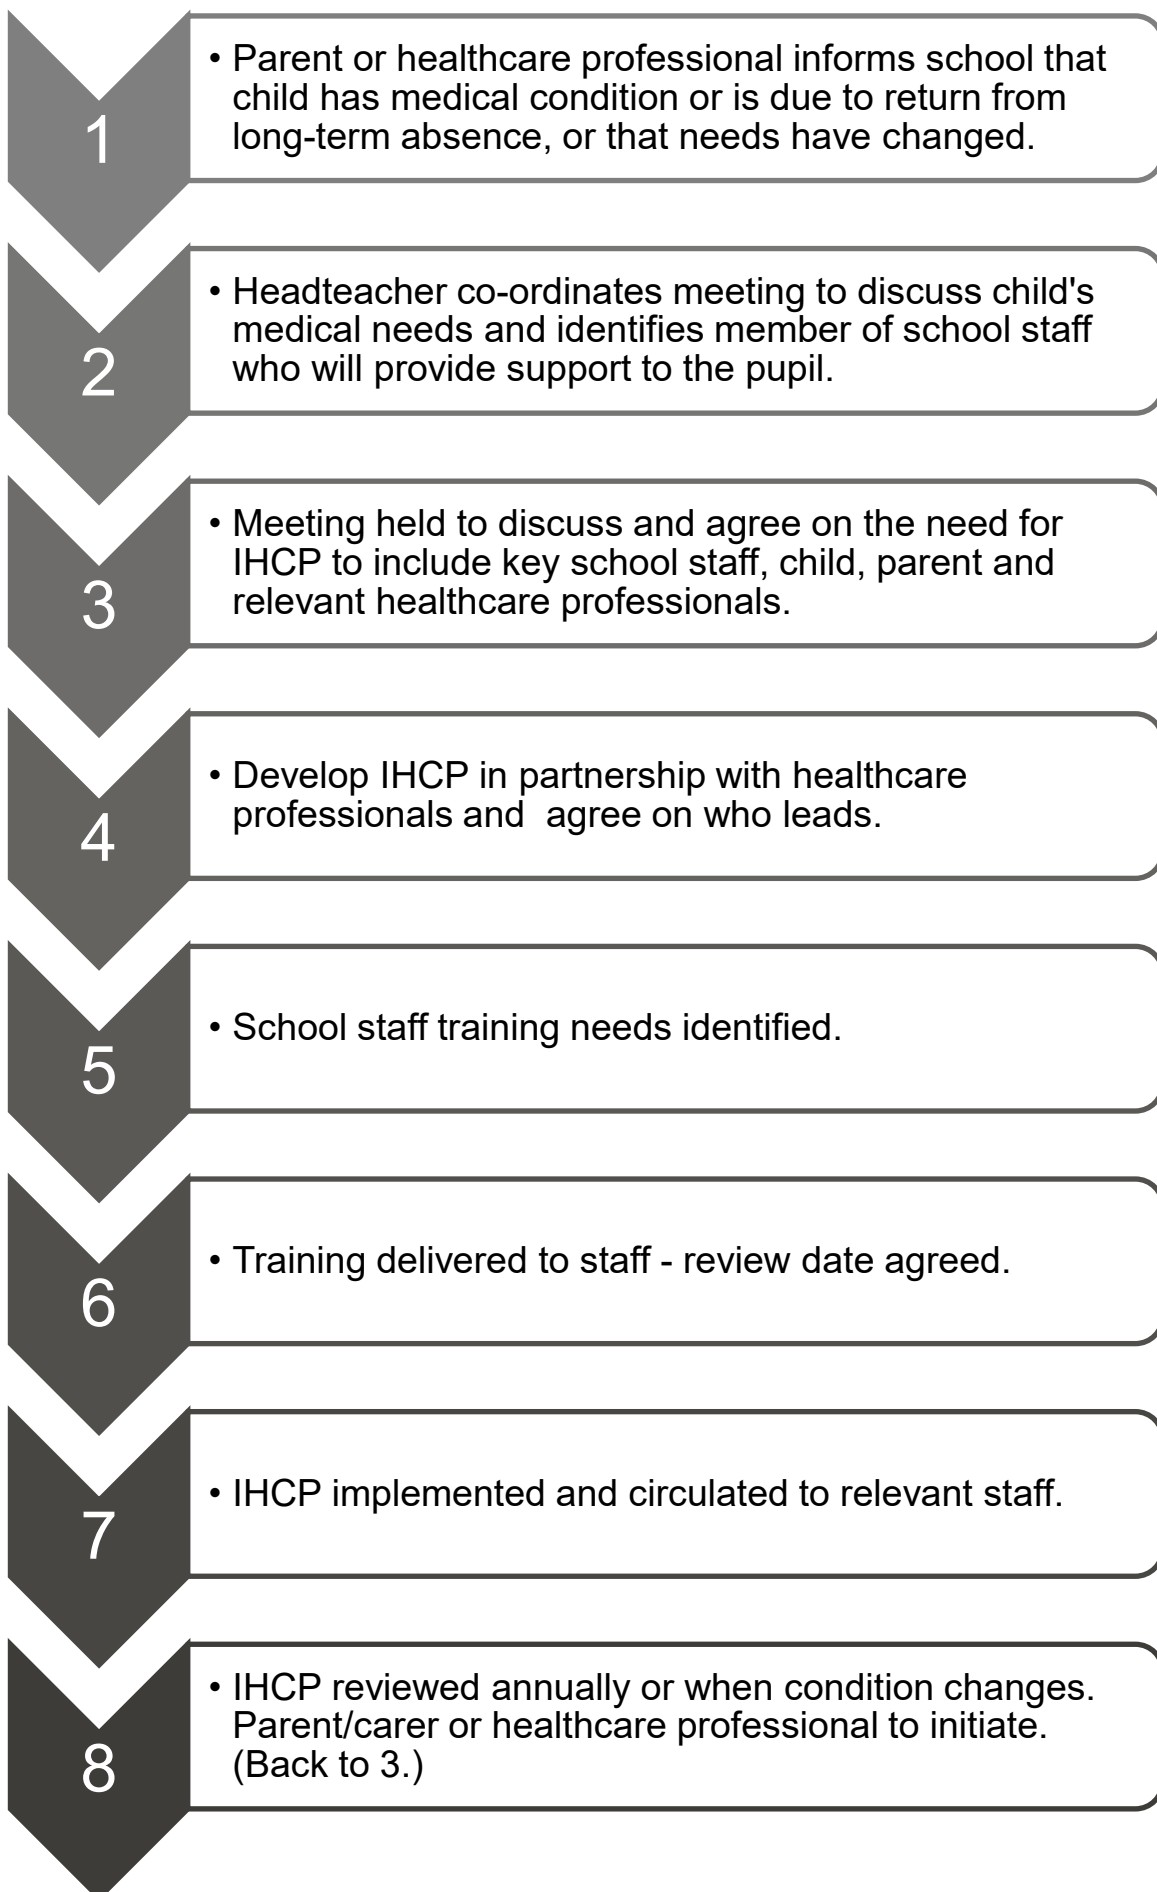 1
• Parent or healthcare professional informs school that
child has medical condition or is due to return from
long-term absence, or that needs have changed.
2
• Headteacher co-ordinates meeting to discuss child's
medical needs and identifies member of school staff
who will provide support to the pupil.
3
• Meeting held to discuss and agree on the need for
IHCP to include key school staff, child, parent and
relevant healthcare professionals.
4
• Develop IHCP in partnership with healthcare
professionals and  agree on who leads.
5
• School staff training needs identified.
6
• Training delivered to staff - review date agreed.
7
• IHCP implemented and circulated to relevant staff.
8
• IHCP reviewed annually or when condition changes.
Parent/carer or healthcare professional to initiate.
(Back to 3.)